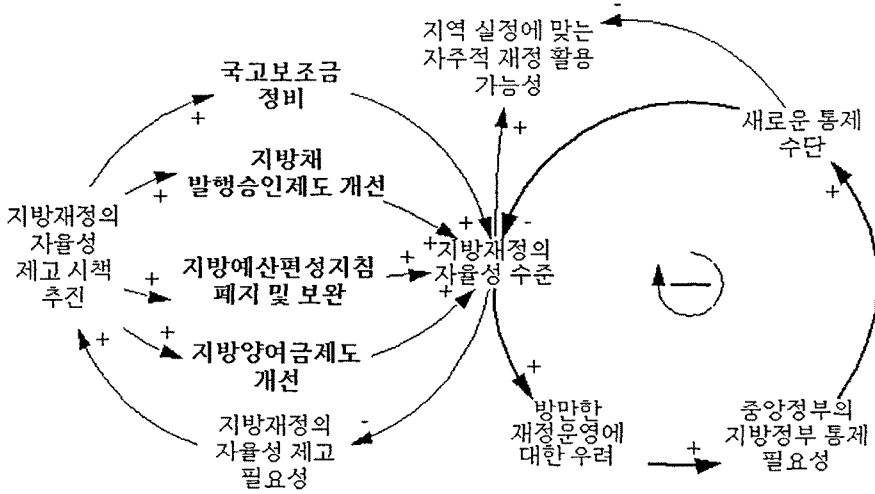 지역 실정에 맞는
자주적 재정 활용
가능성
-
+
국고보조금
정비
+
새로운 통제
수단
+
지방채
발행승인제도 개선
+
지방재정의
자율성
제고 시책
추진
+
-
+
지방재정의
자율성 수준
+
지방예산편성지침
폐지 및 보완
+
+
지방양여금제도
개선
+
+
지방재정의
자율성 제고
필요성
-
+
방만한
재정운영에
대한 우려
+
중앙정부의
지방정부 통제
필요성